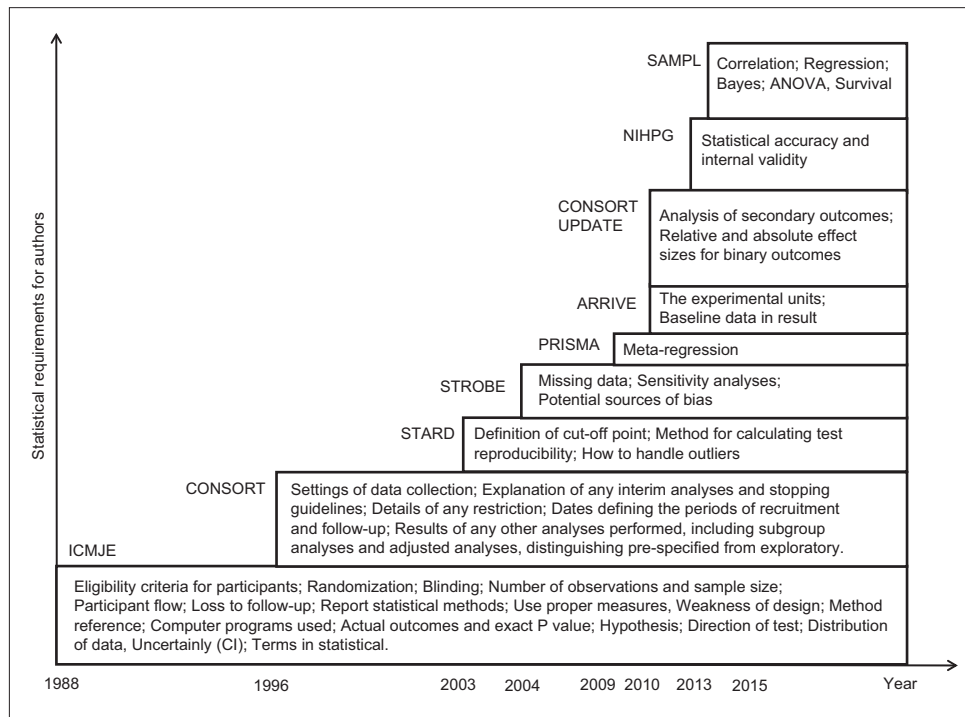 SAMPL
Correlation; Regression;
Bayes; ANOVA, Survival
NIHPG
Statistical accuracy and
internal validity
CONSORT
UPDATE
Analysis of secondary outcomes;
Relative and absolute effect
sizes for binary outcomes
ARRIVE
The experimental units;
Baseline data in result
PRISMA
Meta-regression
STROBE
Missing data; Sensitivity analyses;
Potential sources of bias
STARD
Definition of cut-off point; Method for calculating test
reproducibility; How to handle outliers
CONSORT
Settings of data collection; Explanation of any interim analyses and stopping
guidelines; Details of any restriction; Dates defining the periods of recruitment
and follow-up; Results of any other analyses performed, including subgroup
analyses and adjusted analyses, distinguishing pre-specified from exploratory.
ICMJE
Eligibility criteria for participants; Randomization; Blinding; Number of observations and sample size;
Participant flow; Loss to follow-up; Report statistical methods; Use proper measures, Weakness of design; Method
reference; Computer programs used; Actual outcomes and exact P value; Hypothesis; Direction of test; Distribution
of data, Uncertainly (CI); Terms in statistical.
Statistical requirements for authors
1988 1996 2003 2004 2009 2010 2013 2015 Year